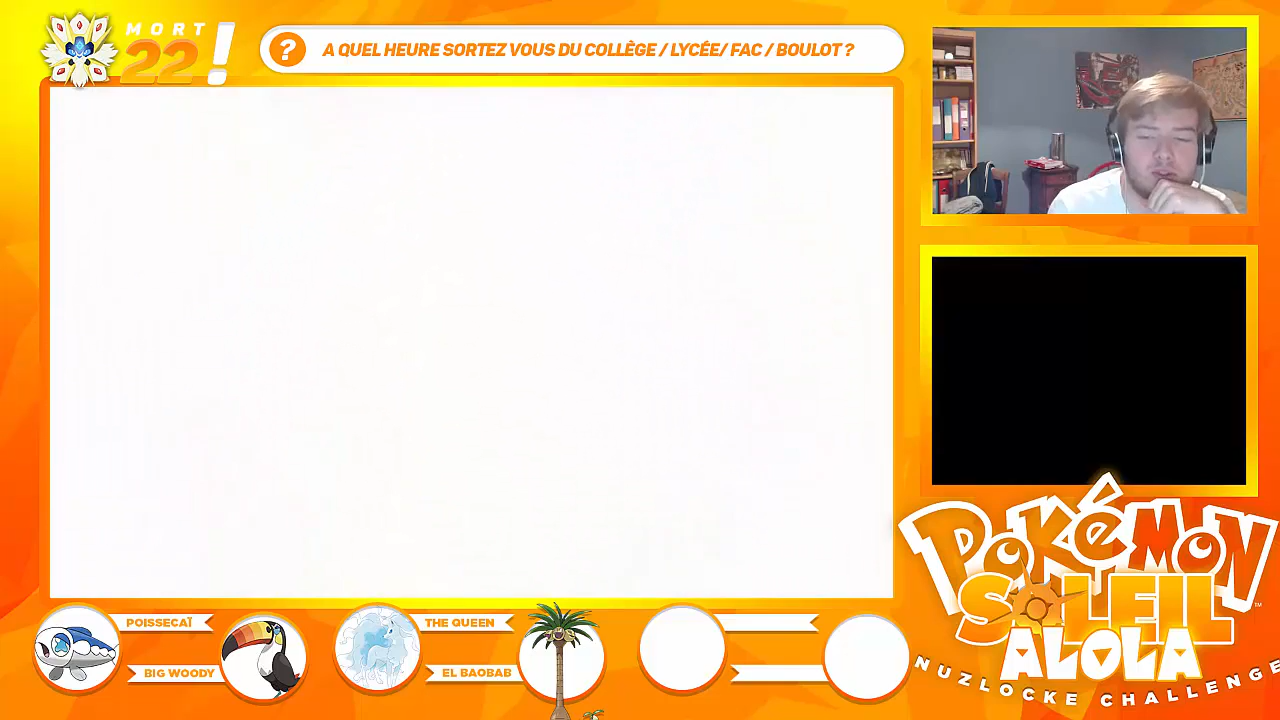 MORT
22!
? A QUEL HEURE SORTEZ VOUS DU COLLÈGE / LYCÉE/ FAC / BOULOT ?
POISSECAÏ
BIG WOODY
THE QUEEN
EL BAOBAB
POKÉMON
SOLEIL
ALOLA
NUZLOCKE CHALLENGE